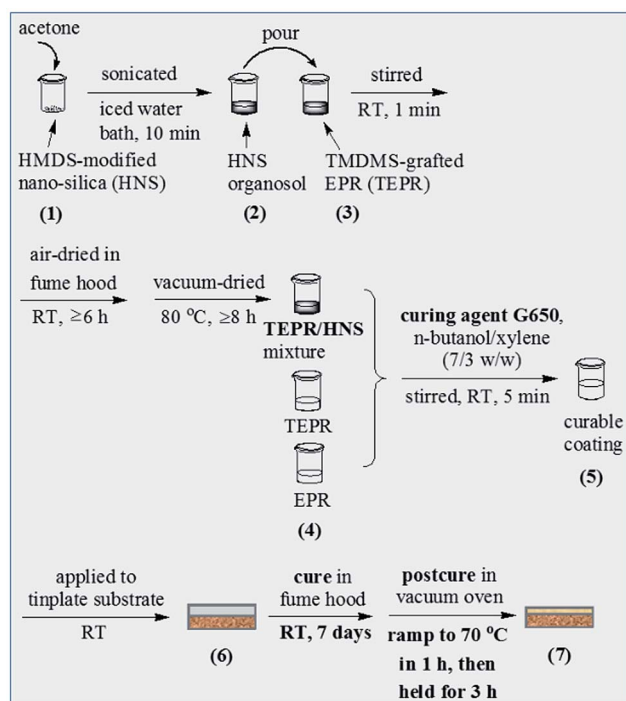 acetone
pour
sonicated
stirred
iced water
bath, 10 min
RT, 1 min
HMDS-modified
nano-silica (HNS)
HNS
organosol
TMDMS-grafted
EPR (TEPR)
(1)
(2)
(3)
air-dried in
fume hood
RT, ≥6 h
vacuum-dried
80 °C, ≥8 h
TEPR/HNS
mixture
TEPR
EPR
(4)
curing agent G650,
n-butanol/xylene
(7/3 w/w)
stirred, RT, 5 min
curable
coating
(5)
applied to
tinplate substrate
RT
(6)
cure in
fume hood
RT, 7 days
postcure in
vacuum oven
ramp to 70 °C
in 1 h, then
held for 3 h
(7)